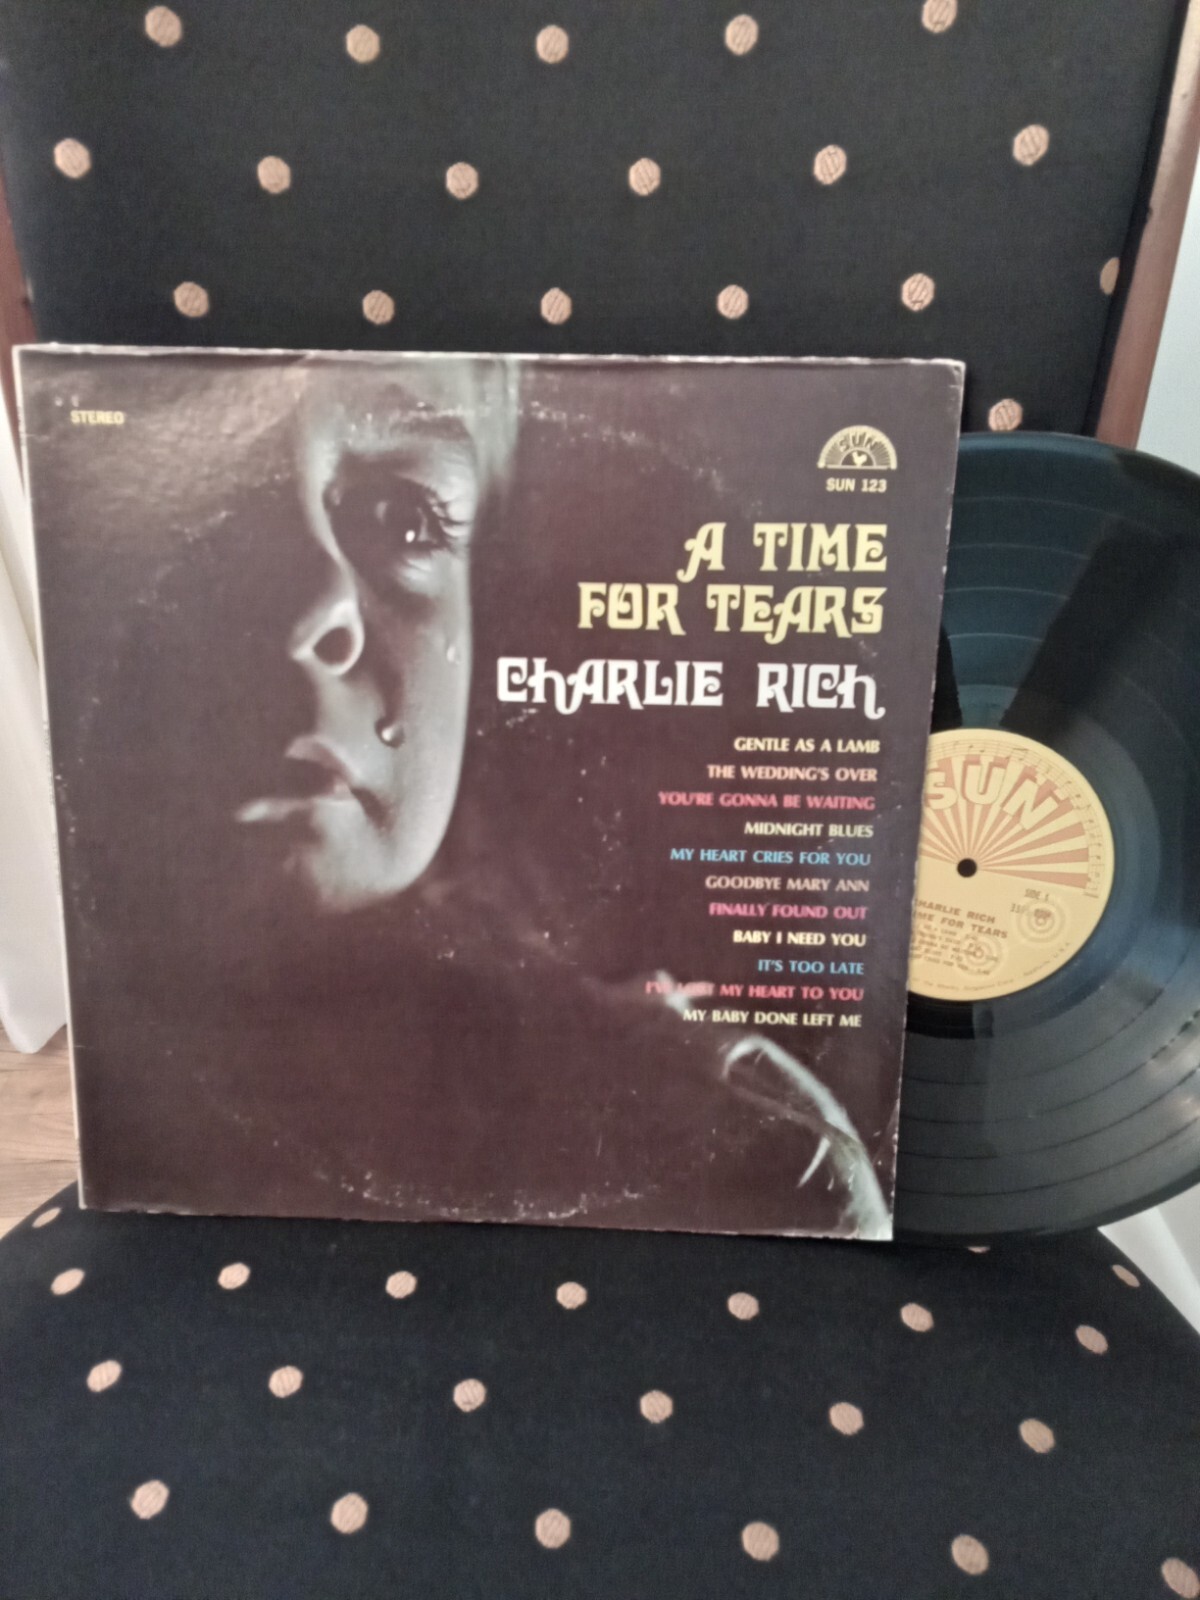 STEREO
SUN
SUN 123
A TIME
FOR TEARS
CHARLIE RICH
GENTLE AS A LAMB
THE WEDDING'S OVER
YOU'RE GONNA BE WAITING
MIDNIGHT BLUES
MY HEART CRIES FOR YOU
GOODBYE MARY ANN
FINALLY FOUND OUT
BABY I NEED YOU
IT'S TOO LATE
I'VE LOST MY HEART TO YOU
MY BABY DONE LEFT ME
SUN
SIDE 1
CHARLIE RICH
TIME FOR TEARS